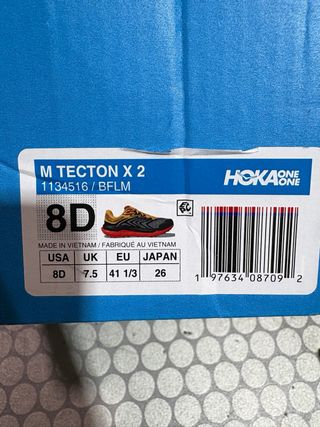 M TECTON X 2
1134516 / BFLM
HOKA ONE ONE
8D
MADE IN VIETNAM / FABRIQUÉ AU VIETNAM
USA UK EU JAPAN
8D 7.5 41 1/3 26
1 97634 08709 2